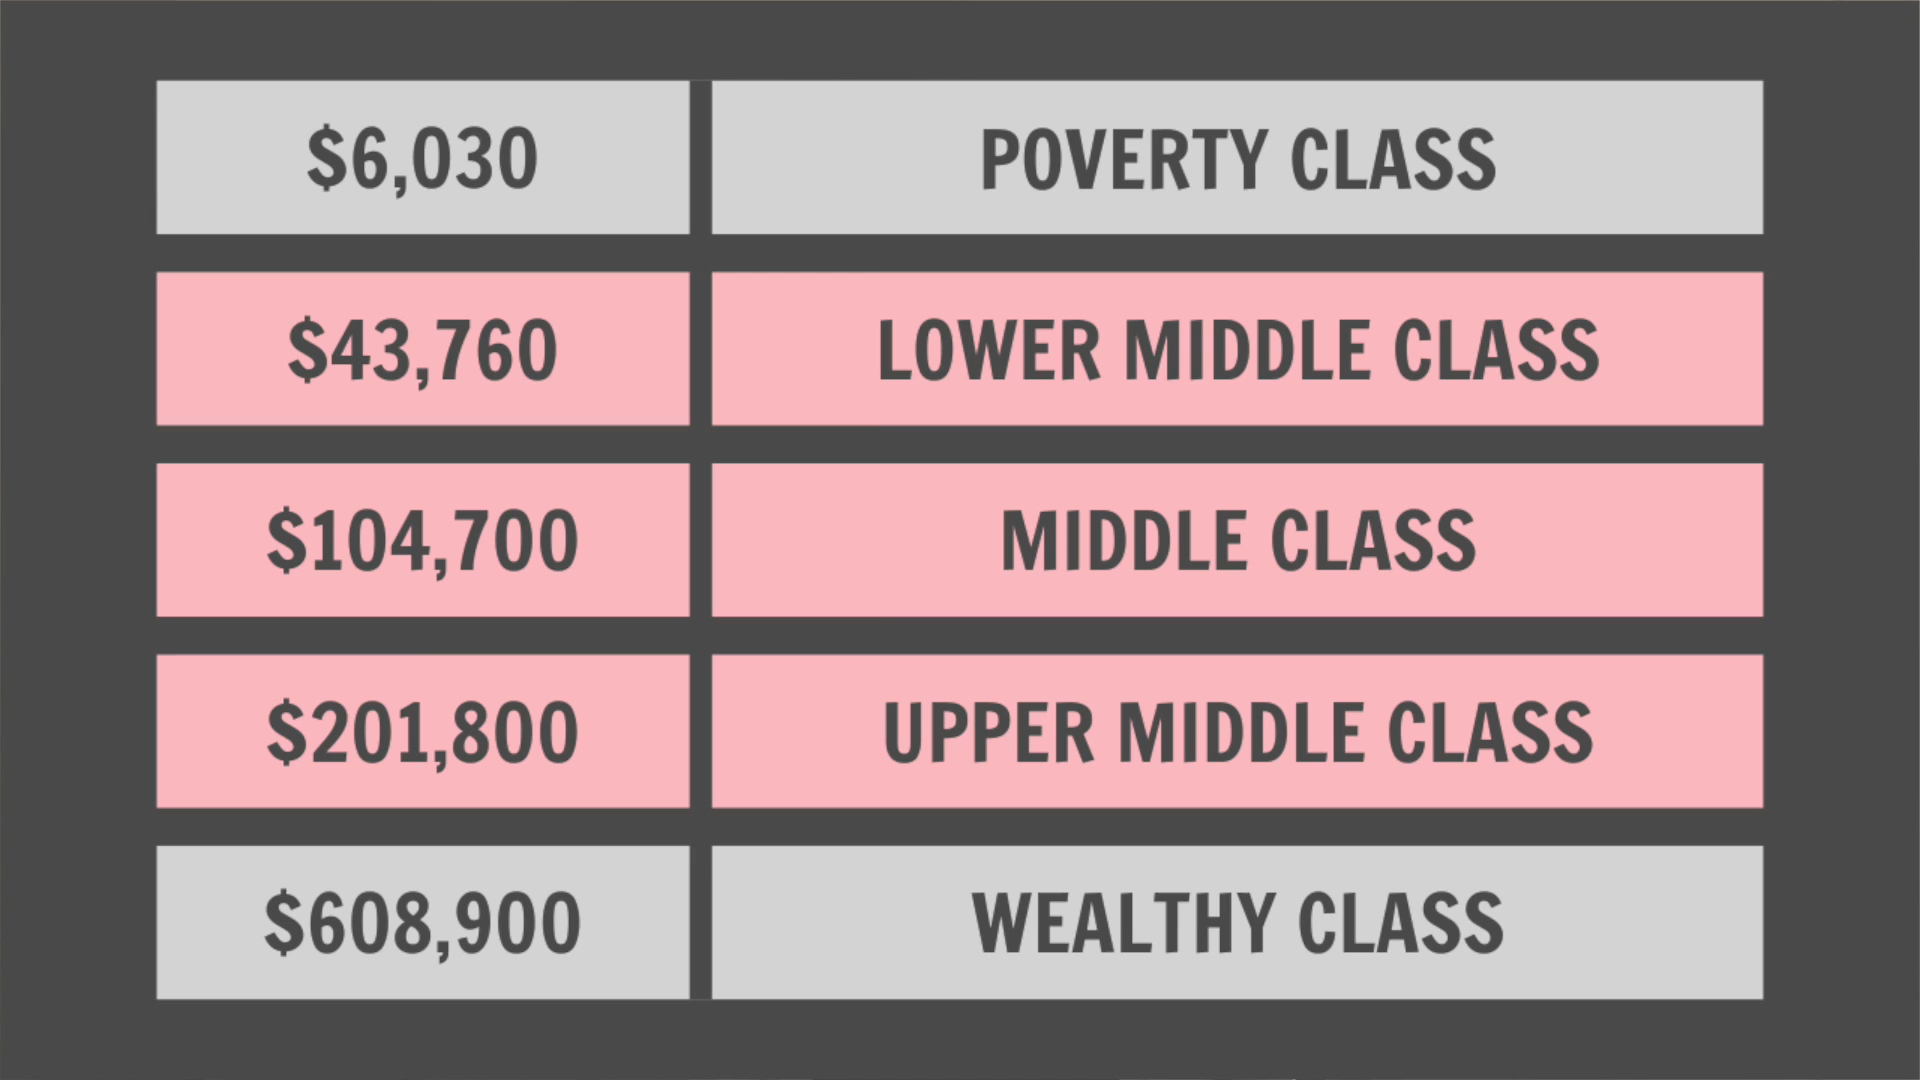 $6,030 POVERTY CLASS
$43,760 LOWER MIDDLE CLASS
$104,700 MIDDLE CLASS
$201,800 UPPER MIDDLE CLASS
$608,900 WEALTHY CLASS